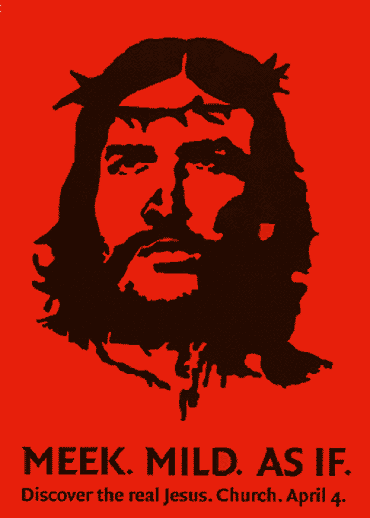 MEEK. MILD. AS IF.
Discover the real Jesus. Church. April 4.